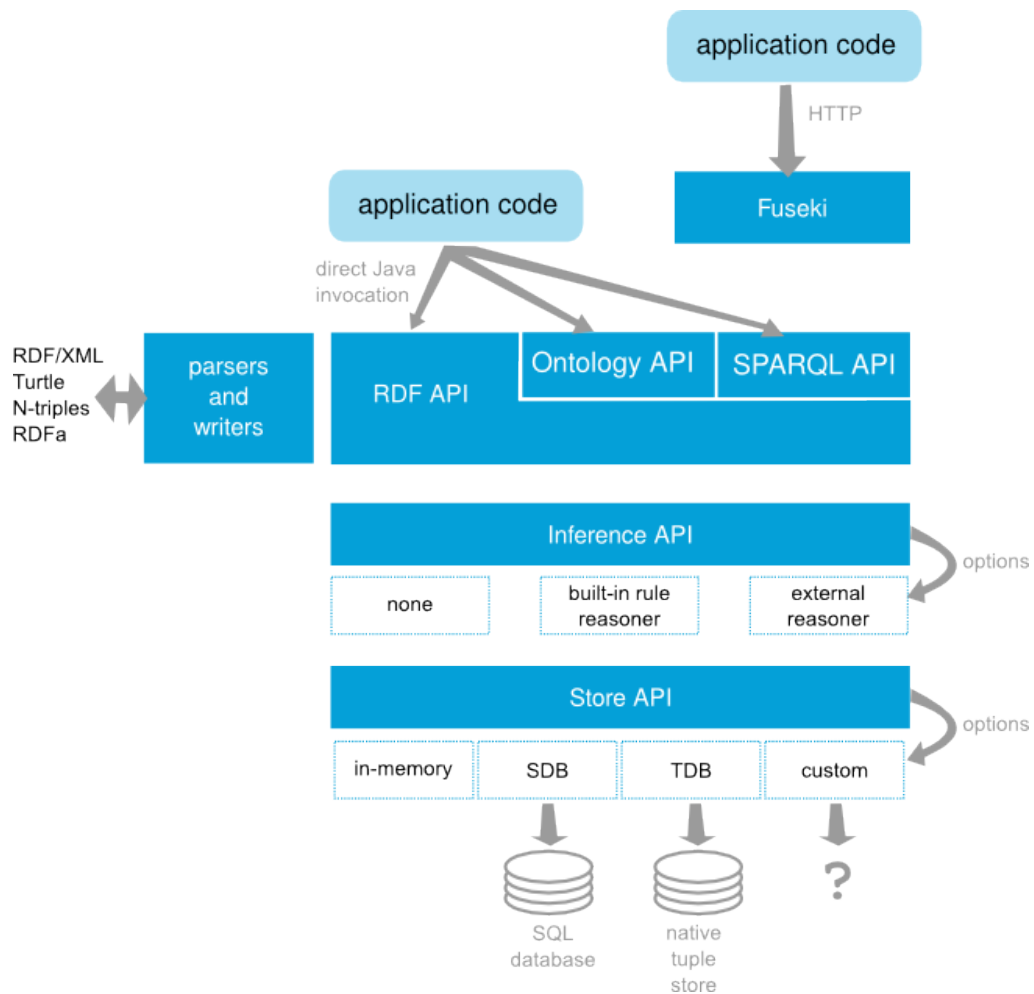 application code
HTTP
Fuseki
application code
direct Java
invocation
RDF/XML
Turtle
N-triples
RDFa
parsers
and
writers
RDF API
Ontology API
SPARQL API
Inference API
options
none
built-in rule
reasoner
external
reasoner
Store API
options
in-memory
SDB
TDB
custom
?
SQL
database
native
tuple
store